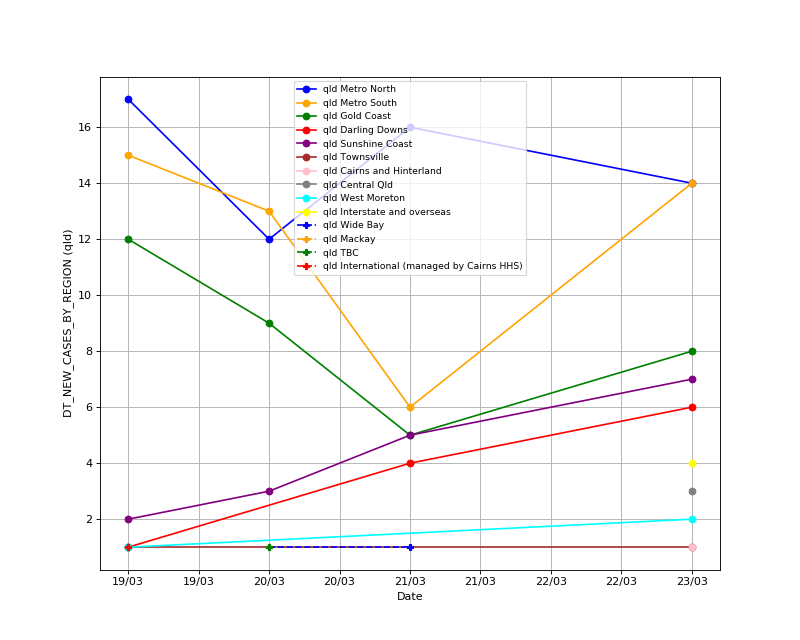 qld Metro North
qld Metro South
qld Gold Coast
qld Darling Downs
qld Sunshine Coast
qld Townsville
qld Cairns and Hinterland
qld Central Qld
qld West Moreton
qld Interstate and overseas
qld Wide Bay
qld Mackay
qld TBC
qld International (managed by Cairns HHS)
DT_NEW_CASES_BY_REGION (qld)
16
14
12
10
8
6
4
2
19/03 19/03 20/03 20/03 21/03 21/03 22/03 22/03 23/03
Date